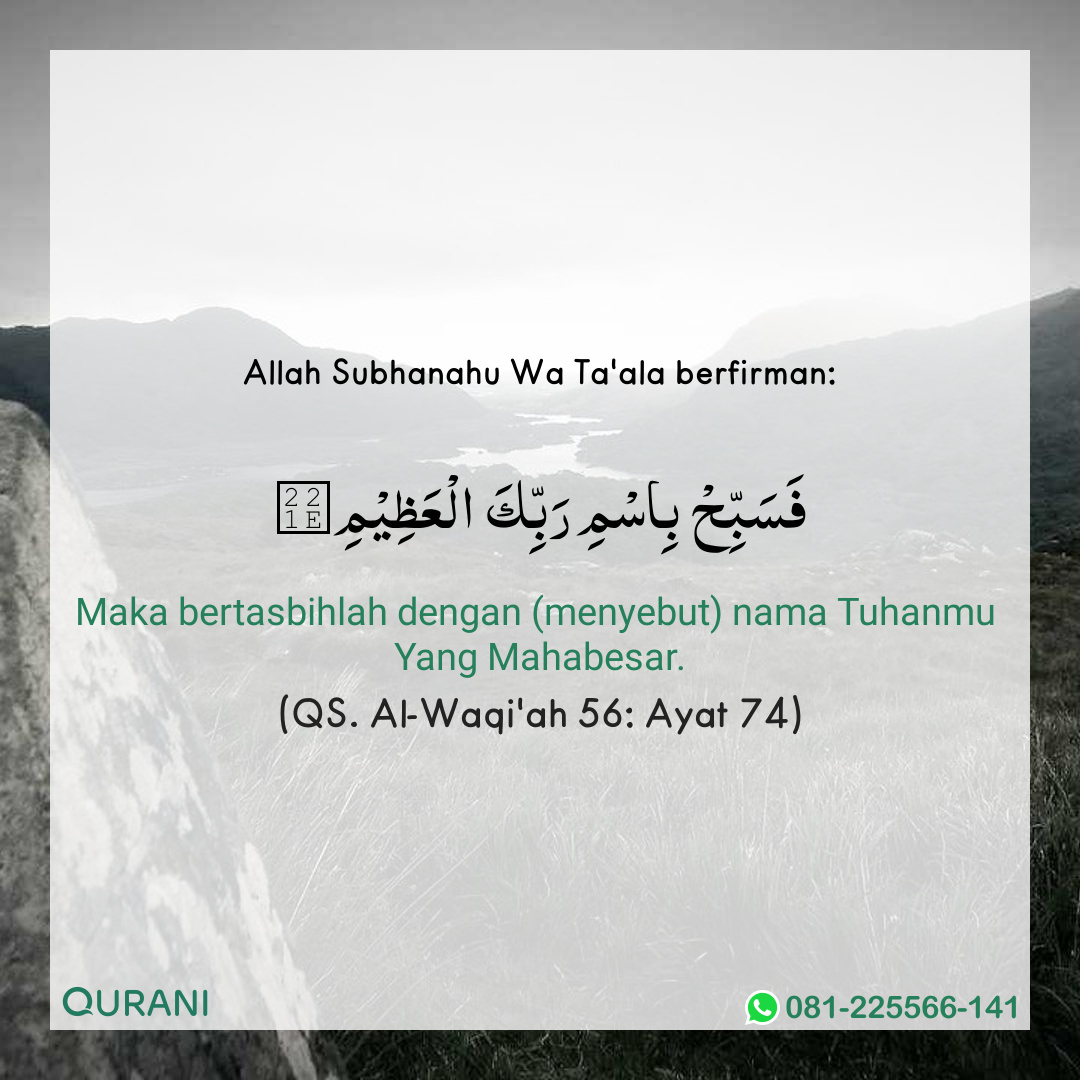 Allah Subhanahu Wa Ta'ala berfirman:
فَسَبِّحْ بِاسْمِ رَبِّكَ الْعَظِيْمِ
Maka bertasbihlah dengan (menyebut) nama Tuhanmu
Yang Mahabesar.
(QS. Al-Waqi'ah 56: Ayat 74)
QURANI
081-225566-141